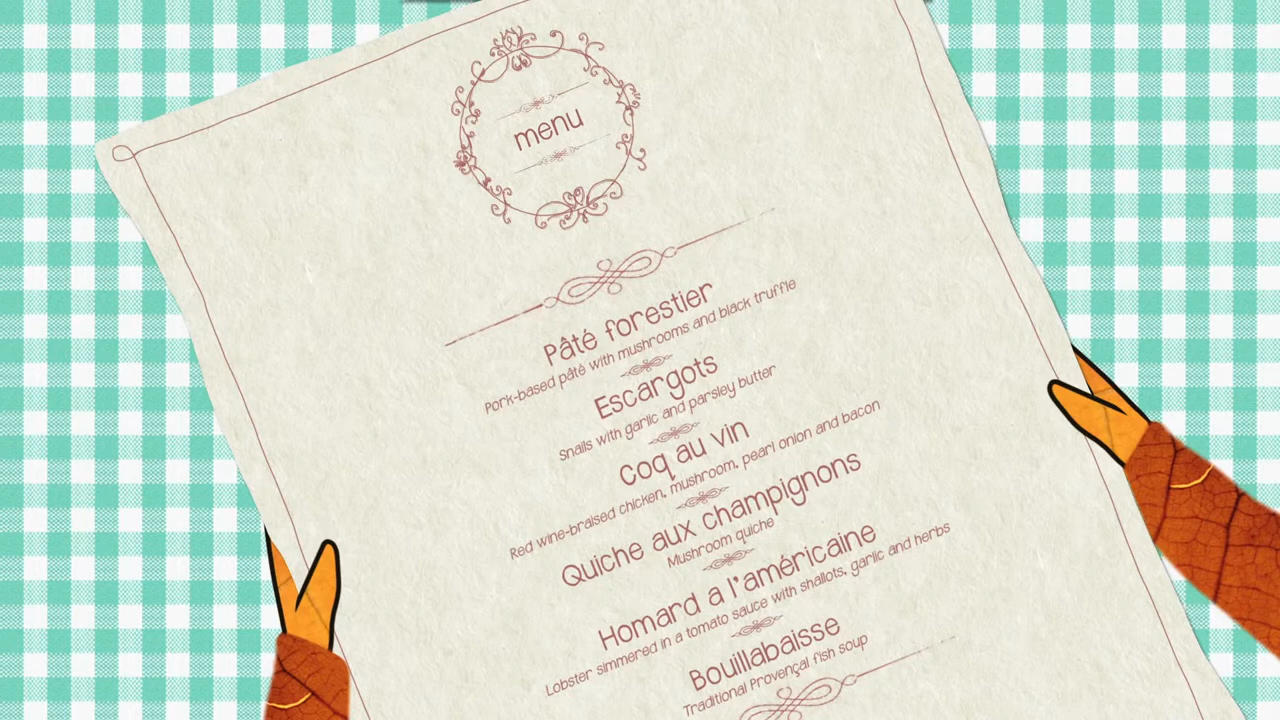 menu
Pâté forestier
Pork-based pâté with mushrooms and black truffle
Escargots
Snails with garlic and parsley butter
Coq au vin
Red wine-braised chicken, mushroom, pearl onion and bacon
Quiche aux champignons
Mushroom quiche
Homard a l'américaine
Lobster simmered in a tomato sauce with shallots, garlic and herbs
Bouillabaisse
Traditional Provençal fish soup